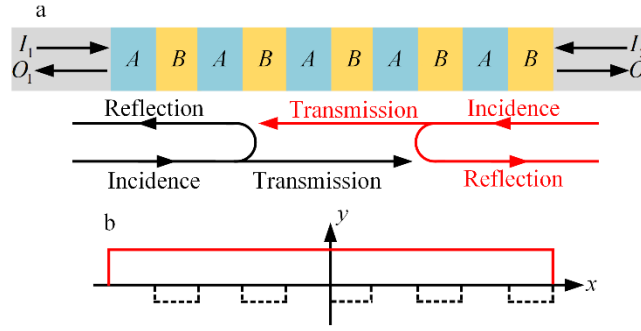 a
I₁ A B A B A B A B A B I
O₁ O
Reflection Transmission Incidence
Incidence Transmission Reflection
b
y
x